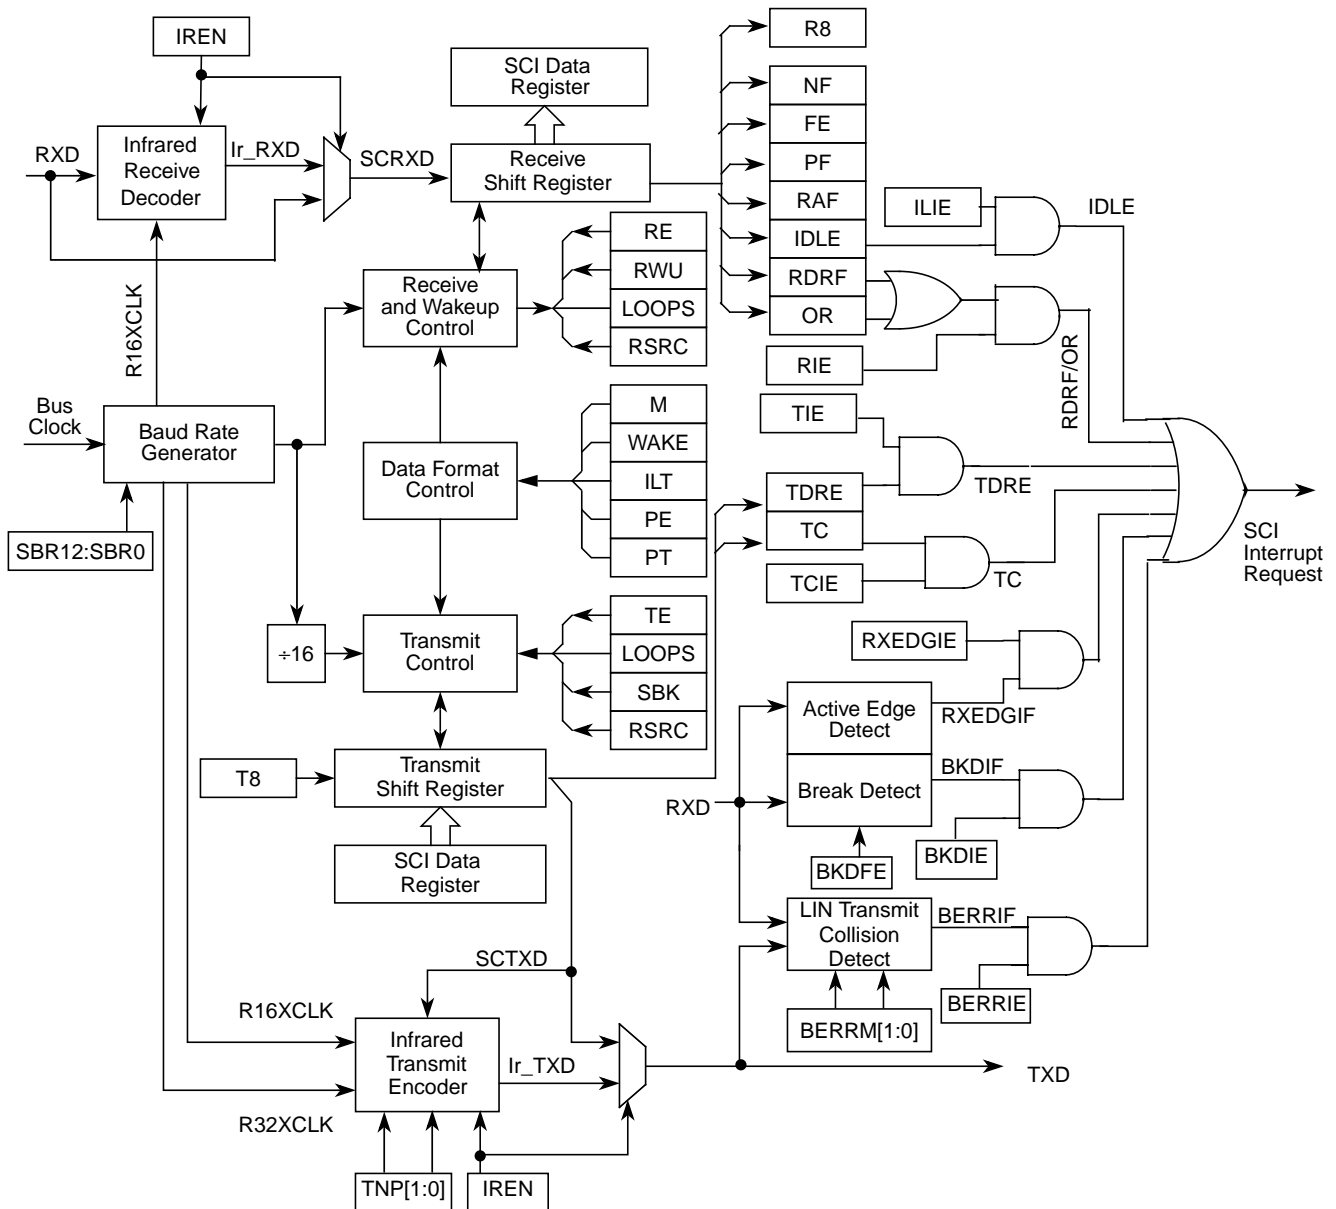 IREN
SCI Data
Register
R8
NF
FE
PF
RAF
IDLE
RDRF
OR
RXD
Infrared
Receive
Decoder
Ir_RXD
SCRXD
Receive
Shift Register
ILIE
IDLE
RE
RWU
LOOPS
RSRC
Receive
and Wakeup
Control
R16XCLK
RIE
RDRF/OR
Bus
Clock
Baud Rate
Generator
SBR12:SBR0
M
WAKE
ILT
PE
PT
Data Format
Control
TIE
TDRE
TC
TCIE
TDRE
TC
SCI
Interrupt
Request
÷16
Transmit
Control
TE
LOOPS
SBK
RSRC
RXEDGIE
Active Edge
Detect
RXEDGIF
T8
Transmit
Shift Register
Break Detect
BKDIF
RXD
BKDIE
BKDFE
SCI Data
Register
LIN Transmit
Collision
Detect
BERRIF
BERRIE
BERRM[1:0]
SCTXD
R16XCLK
Infrared
Transmit
Encoder
Ir_TXD
TXD
R32XCLK
TNP[1:0]
IREN